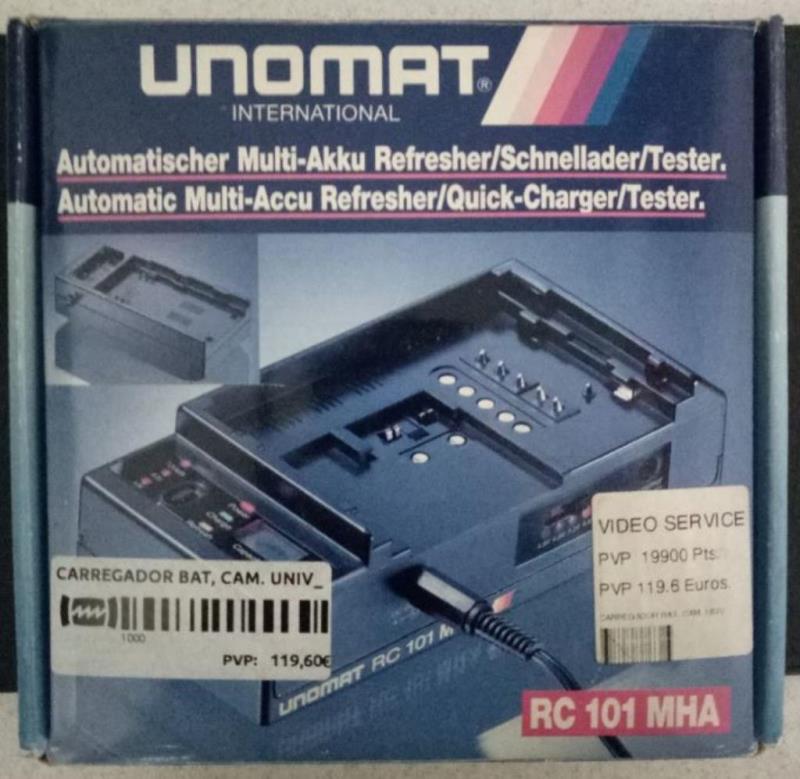 UNOMAT®
INTERNATIONAL
Automatischer Multi-Akku Refresher/Schnellader/Tester.
Automatic Multi-Accu Refresher/Quick-Charger/Tester.
Power
VIDEO SERVICE
PVP 19900 Pts.
PVP 119.6 Euros.
CARREGADOR BAT, CAM. UNIV_
1000
PVP: 119,60€
UNOMAT RC 101 M
RC 101 MHA